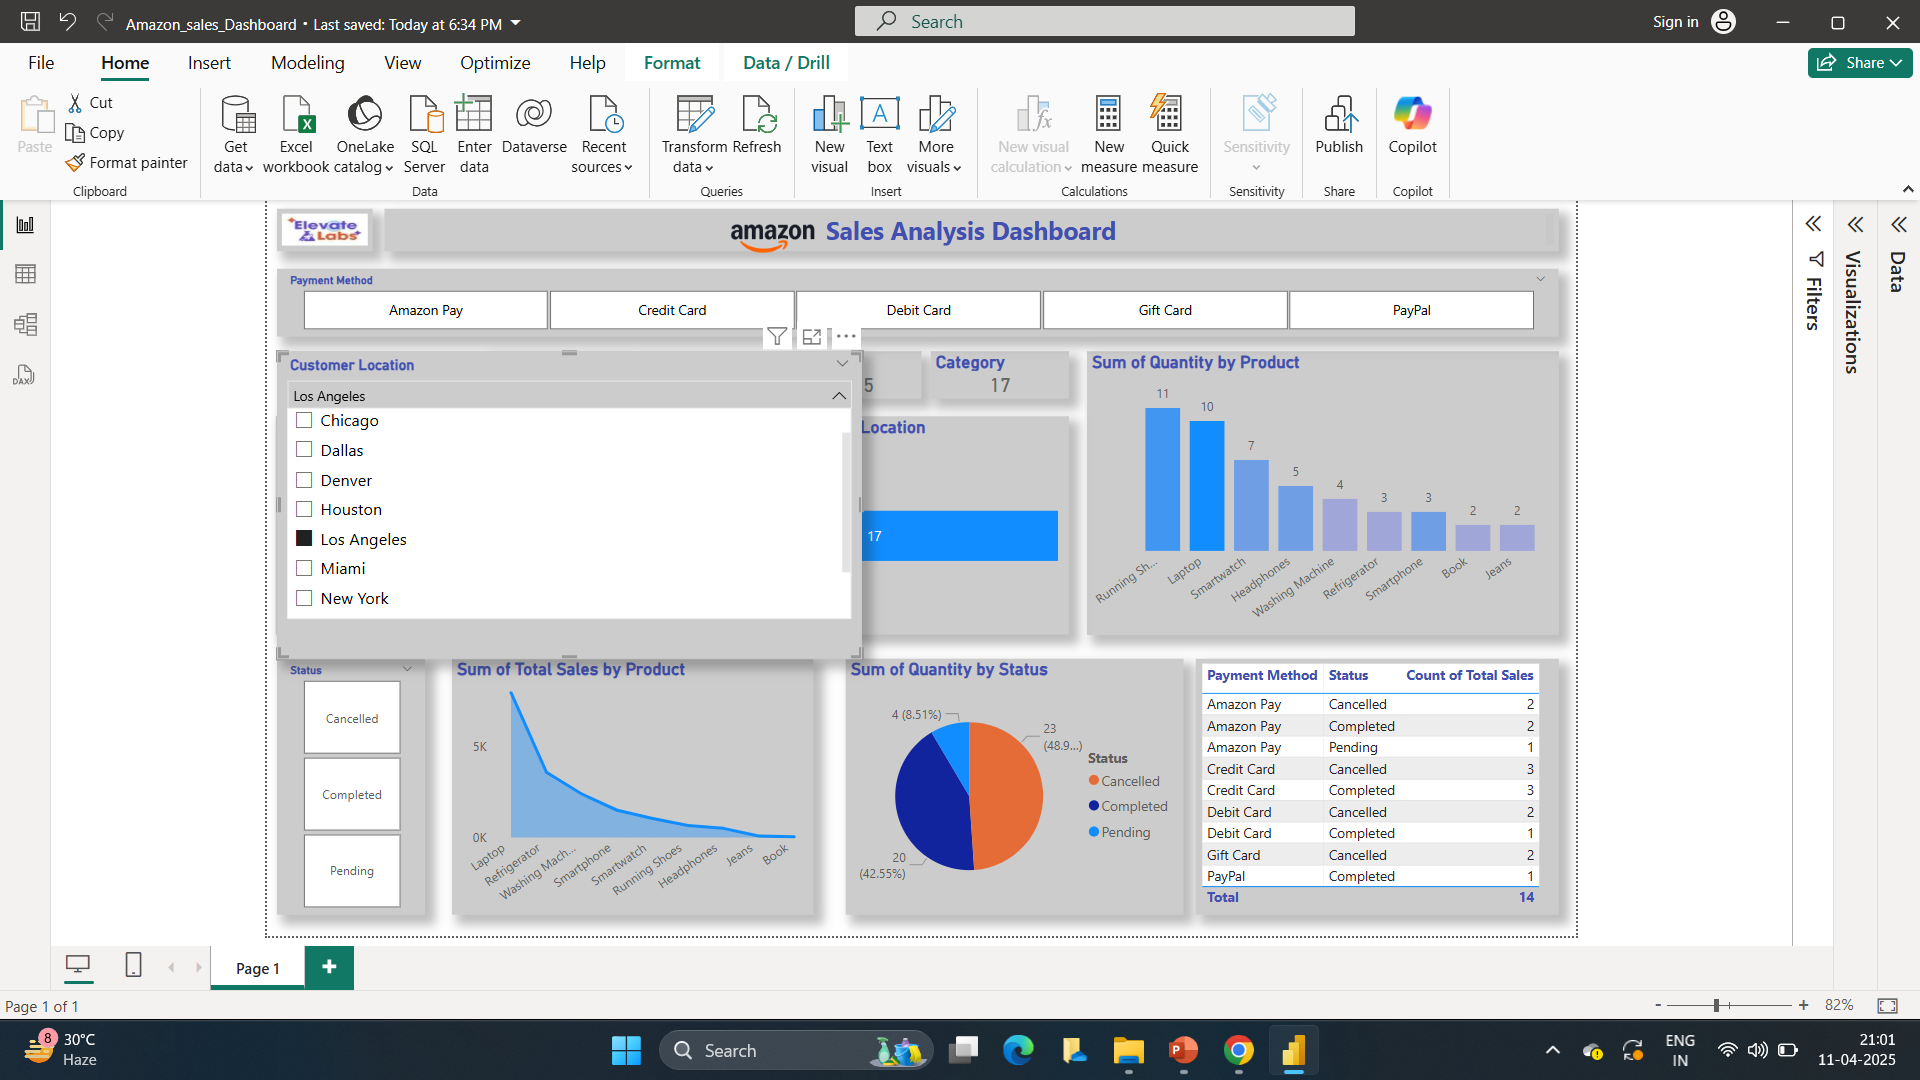 Amazon_sales_Dashboard • Last saved: Today at 6:34 PM
Search
Sign in
File Home Insert Modeling View Optimize Help Format Data / Drill
Share
Paste
Cut
Copy
Format painter
Clipboard
Get data
Excel workbook
OneLake catalog
SQL Server
Enter data
Dataverse
Recent sources
Data
Transform data
Refresh
Queries
New visual
Text box
More visuals
Insert
New visual calculation
New measure
Quick measure
Calculations
Sensitivity
Sensitivity
Publish
Share
Copilot
Copilot
DAX
Elevate Labs
amazon Sales Analysis Dashboard
Payment Method
Amazon Pay
Credit Card
Debit Card
Gift Card
PayPal
Customer Location
Los Angeles
Chicago
Dallas
Denver
Houston
Los Angeles
Miami
New York
5
Category
17
Location
17
Sum of Quantity by Product
11
10
7
5
4
3
3
2
2
Running Sh...
Laptop
Smartwatch
Headphones
Washing Machine
Refrigerator
Smartphone
Book
Jeans
Status
Cancelled
Completed
Pending
Sum of Total Sales by Product
5K
0K
Laptop
Refrigerator
Washing Mach...
Smartphone
Smartwatch
Running Shoes
Headphones
Jeans
Book
Sum of Quantity by Status
4 (8.51%)
23
(48.9...)
20
(42.55%)
Status
Cancelled
Completed
Pending
Payment Method Status Count of Total Sales
Amazon Pay Cancelled 2
Amazon Pay Completed 2
Amazon Pay Pending 1
Credit Card Cancelled 3
Credit Card Completed 3
Debit Card Cancelled 2
Debit Card Completed 1
Gift Card Cancelled 2
PayPal Completed 1
Total 14
Filters
Visualizations
Data
Page 1
+
Page 1 of 1
- + 82%
8
30°C
Haze
Search
ENG
IN
21:01
11-04-2025